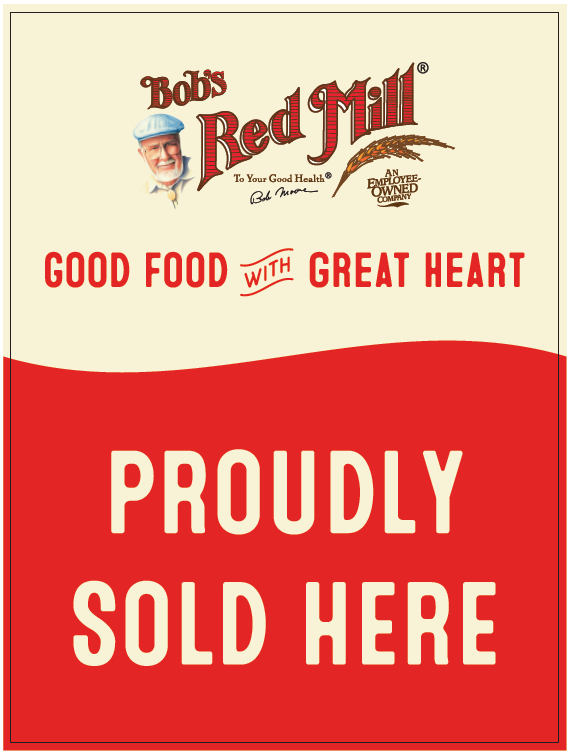 Bob's
Red Mill®
To Your Good Health®
Bob Moore
AN
EMPLOYEE-
OWNED
COMPANY
GOOD FOOD WITH GREAT HEART
PROUDLY
SOLD HERE